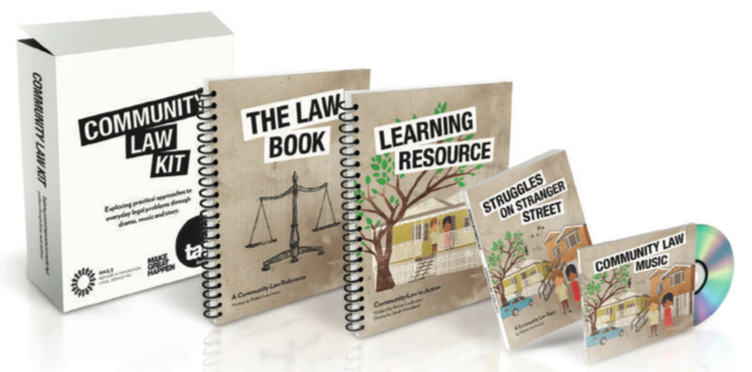 COMMUNITY LAW KIT
COMMUNITY
LAW
KIT
Exploring practical approaches to
everyday legal problems through
drama, music and story.
MAKE
GREAT
HAPPEN
ta
THE LAW
BOOK
A Community Law Reference
LEARNING
RESOURCE
Community Law in Action
STRUGGLES
ON STRANGER
STREET
A Community Law Story
COMMUNITY LAW
MUSIC